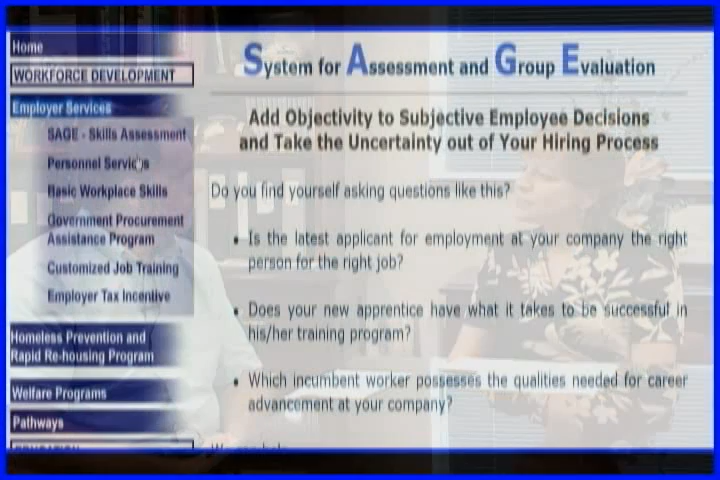 Home
WORKFORCE DEVELOPMENT
Employer Services
SAGE - Skills Assessment
Personnel Services
Basic Workplace Skills
Government Procurement
Assistance Program
Customized Job Training
Employer Tax Incentive
Homeless Prevention and
Rapid Re-housing Program
Welfare Programs
Pathways
System for Assessment and Group Evaluation
Add Objectivity to Subjective Employee Decisions
and Take the Uncertainty out of Your Hiring Process
Do you find yourself asking questions like this?
• Is the latest applicant for employment at your company the right
person for the right job?
• Does your new apprentice have what it takes to be successful in
his/her training program?
• Which incumbent worker possesses the qualities needed for career
advancement at your company?